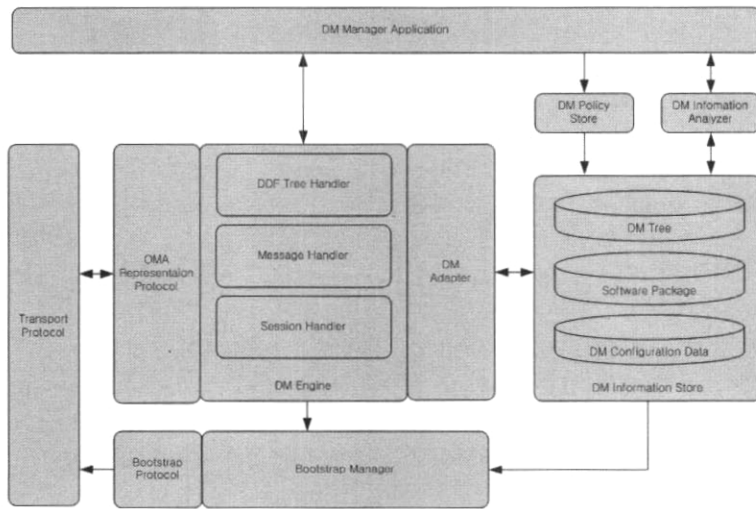 DM Manager Application
DM Policy
Store
DM Infomation
Analyzer
DDF Tree Handler
Message Handler
Session Handler
DM Engine
OMA
Representaion
Protocol
DM
Adapter
Transport
Protocol
DM Tree
Software Package
DM Configuration Data
DM Information Store
Bootstrap
Protocol
Bootstrap Manager